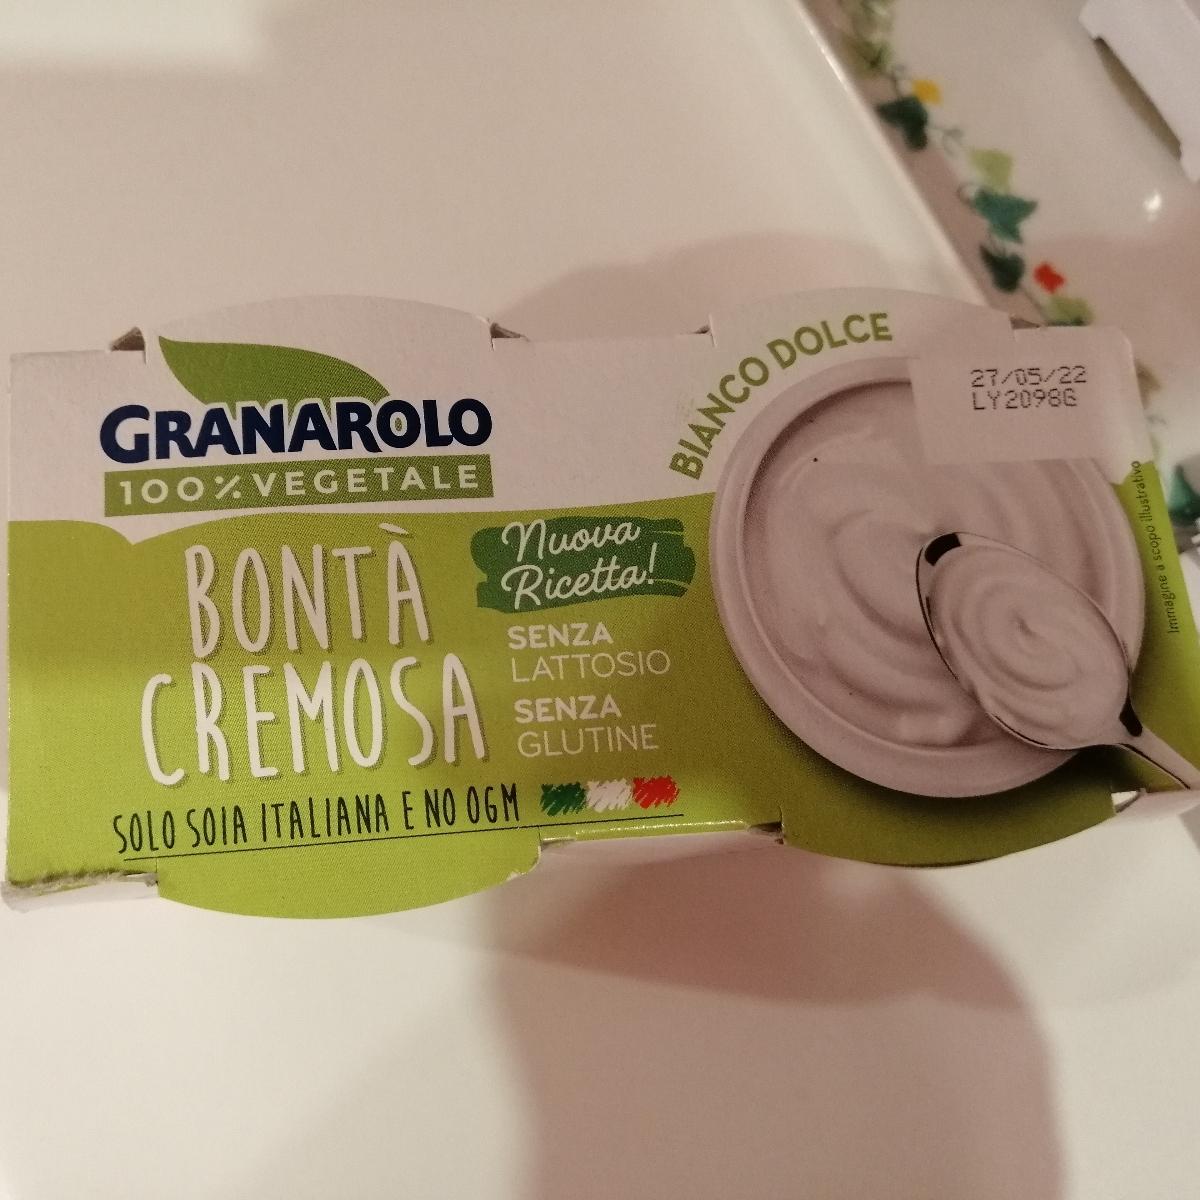 GRANAROLO
100% VEGETALE
BONTÀ
CREMOSA
SOLO SOIA ITALIANA E NO OGM
Nuova
Ricetta!
SENZA
LATTOSIO
SENZA
GLUTINE
BIANCO DOLCE
27/05/22
LY2098G
Immagine a scopo illustrativo